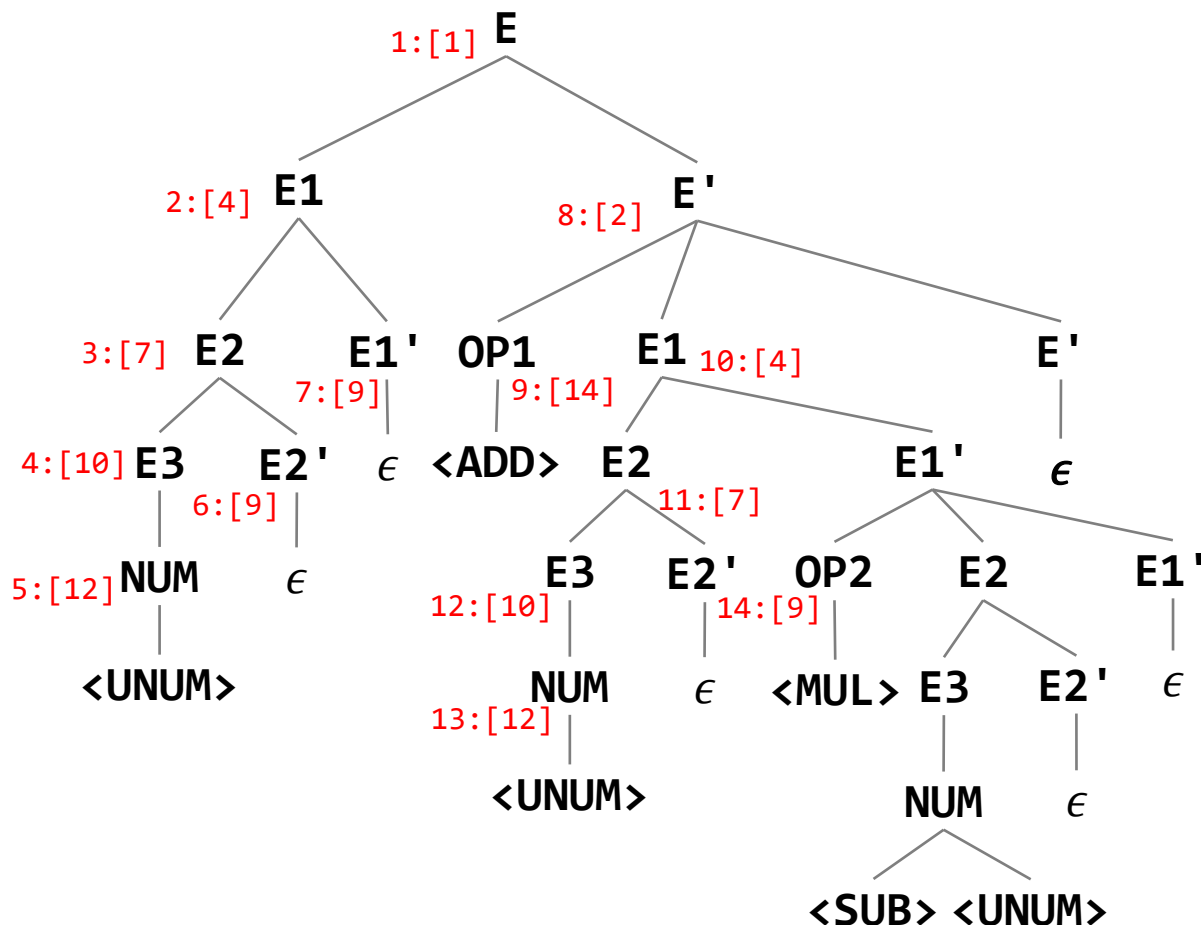 1:[1] E
2:[4] E1 8:[2] E'
3:[7] E2 E1' OP1 E1 10:[4] E'
7:[9] 9:[14]
4:[10] E3 E2' ϵ <ADD> E2 E1' ϵ
6:[9] 11:[7]
5:[12] NUM ϵ E3 E2' OP2 E2 E1'
12:[10] 14:[9]
<UNUM> NUM ϵ <MUL> E3 E2' ϵ
13:[12]
<UNUM> NUM ϵ
<SUB> <UNUM>